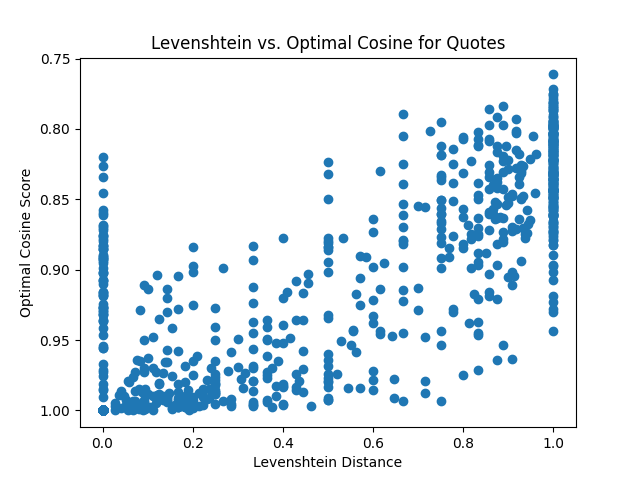 Levenshtein vs. Optimal Cosine for Quotes
0.75
0.80
0.85
0.90
0.95
1.00
Optimal Cosine Score
0.0 0.2 0.4 0.6 0.8 1.0
Levenshtein Distance